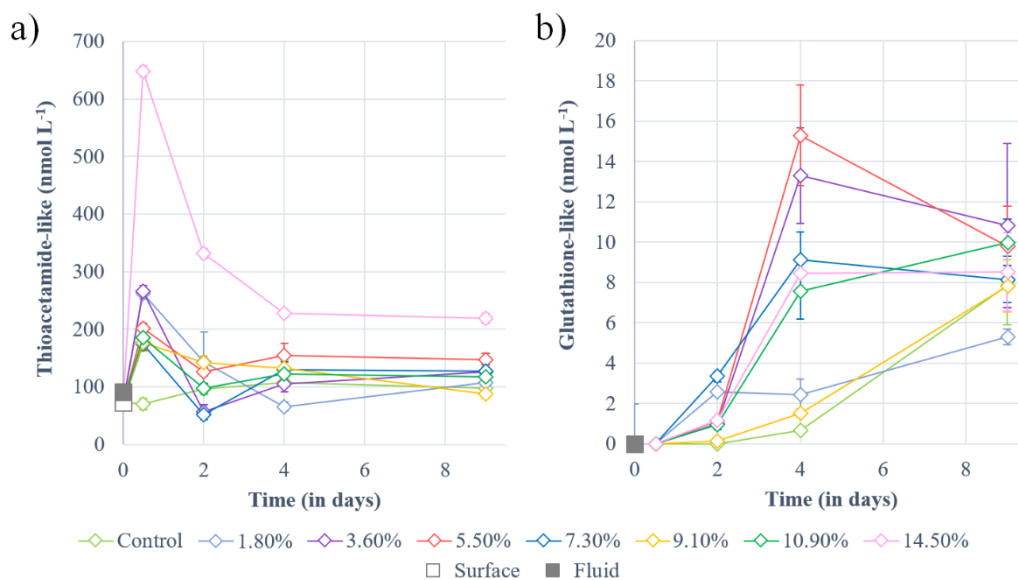 a)
Thioacetamide-like (nmol L-1)
700
600
500
400
300
200
100
0
0 2 4 6 8
Time (in days)
b)
Glutathione-like (nmol L-1)
20
18
16
14
12
10
8
6
4
2
0
0 2 4 6 8
Time (in days)
Control 1.80% 3.60% 5.50% 7.30% 9.10% 10.90% 14.50%
Surface Fluid